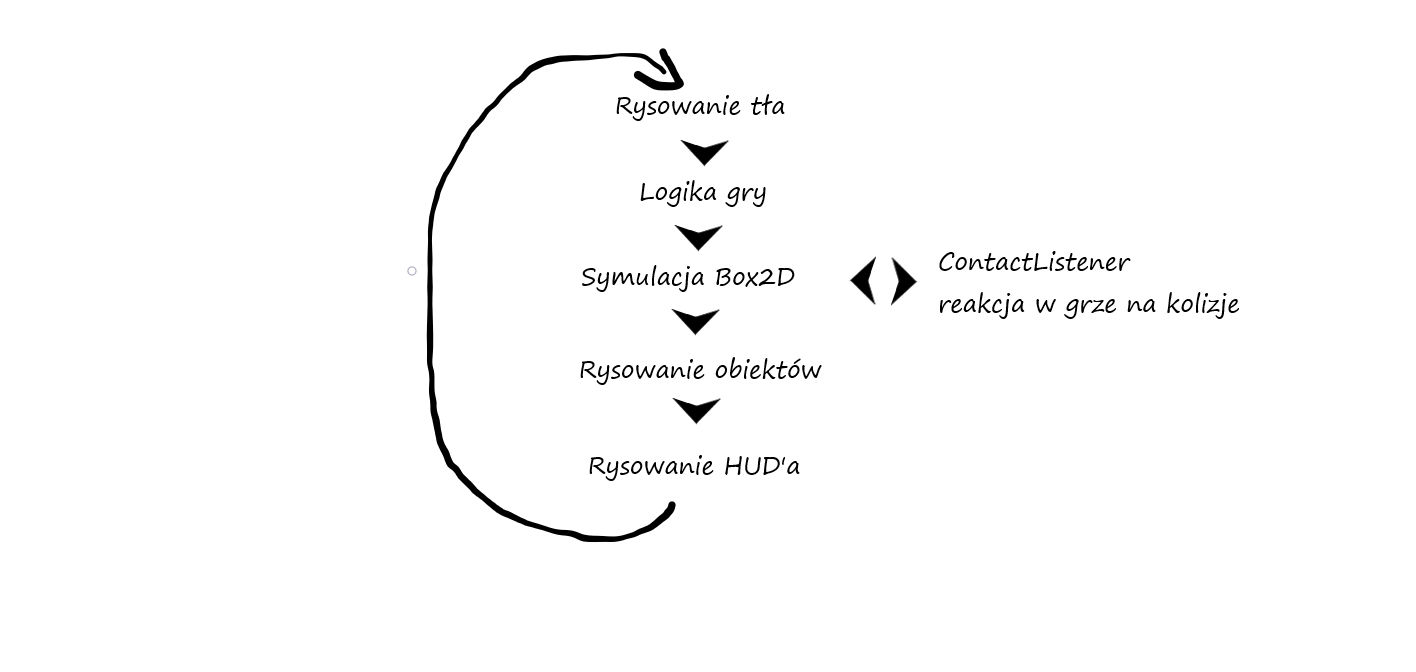 Rysowanie tła
Logika gry
Symulacja Box2D
ContactListener
reakcja w grze na kolizje
Rysowanie obiektów
Rysowanie HUD'a